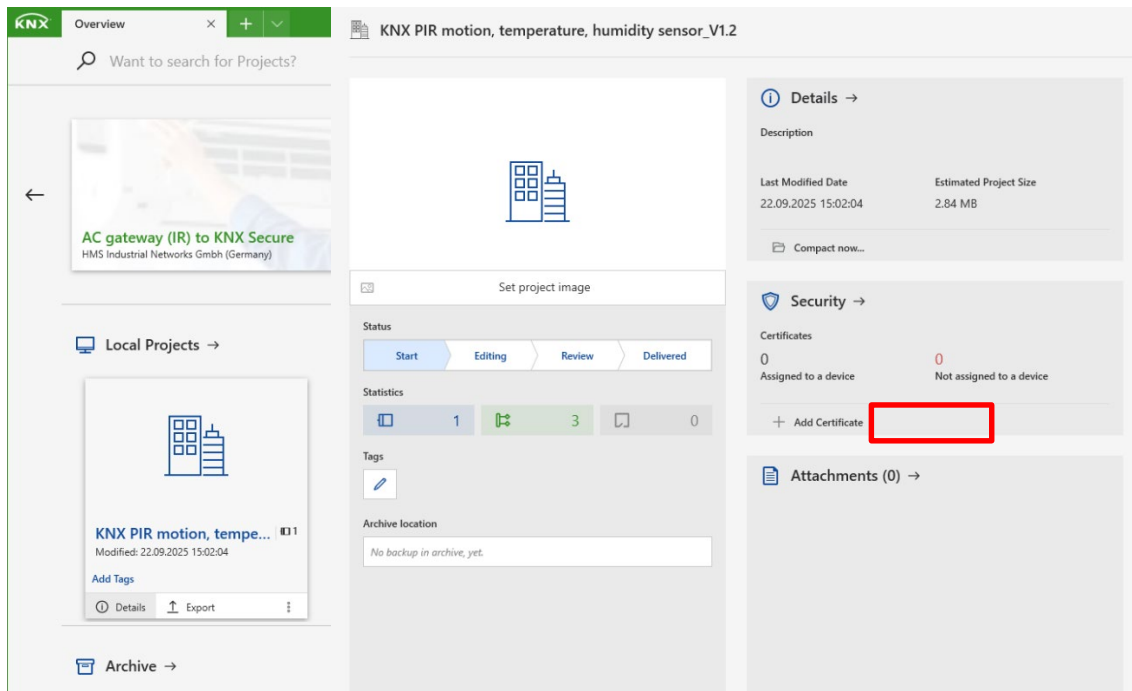 KNX
Overview
Want to search for Projects?
AC gateway (IR) to KNX Secure
HMS Industrial Networks Gmbh (Germany)
Local Projects →
KNX PIR motion, tempe... 1
Modified: 22.09.2025 15:02:04
Add Tags
Details Export
Archive →
KNX PIR motion, temperature, humidity sensor_V1.2
Set project image
Status
Start Editing Review Delivered
Statistics
1 3 0
Tags
Archive location
No backup in archive, yet.
Details →
Description
Last Modified Date Estimated Project Size
22.09.2025 15:02:04 2.84 MB
Compact now...
Security →
Certificates
0 0
Assigned to a device Not assigned to a device
+ Add Certificate
Attachments (0) →